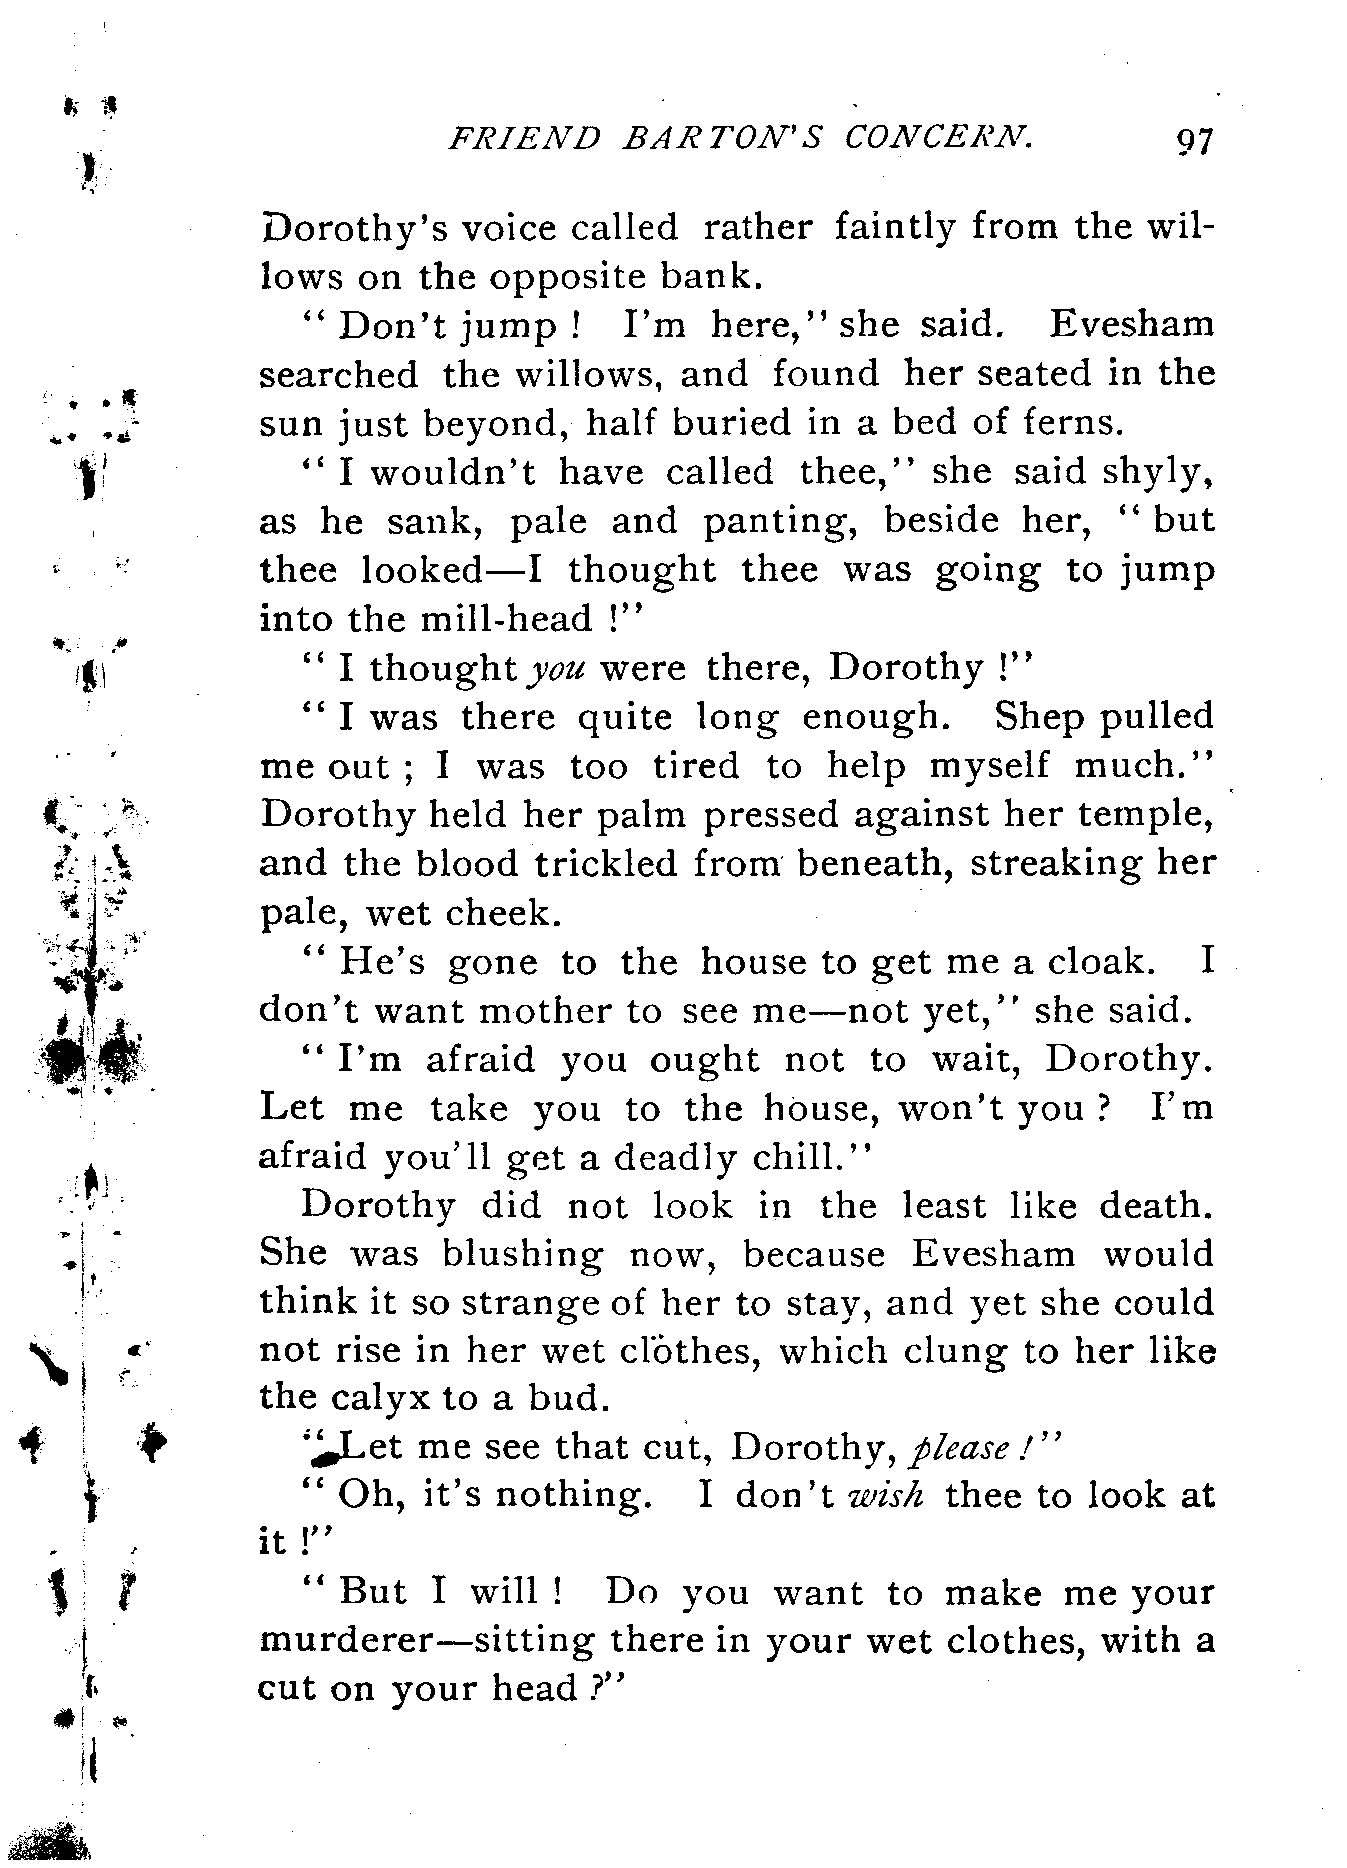 FRIEND BARTON'S CONCERN. 97
Dorothy's voice called rather faintly from the wil-
lows on the opposite bank.
"Don't jump! I'm here," she said. Evesham
searched the willows, and found her seated in the
sun just beyond, half buried in a bed of ferns.
"I wouldn't have called thee," she said shyly,
as he sank, pale and panting, beside her, "but
thee looked—I thought thee was going to jump
into the mill-head!"
"I thought you were there, Dorothy!"
"I was there quite long enough. Shep pulled
me out; I was too tired to help myself much."
Dorothy held her palm pressed against her temple,
and the blood trickled from beneath, streaking her
pale, wet cheek.
"He's gone to the house to get me a cloak. I
don't want mother to see me—not yet," she said.
"I'm afraid you ought not to wait, Dorothy.
Let me take you to the house, won't you? I'm
afraid you'll get a deadly chill."
Dorothy did not look in the least like death.
She was blushing now, because Evesham would
think it so strange of her to stay, and yet she could
not rise in her wet clothes, which clung to her like
the calyx to a bud.
"Let me see that cut, Dorothy, please!"
"Oh, it's nothing. I don't wish thee to look at
it!"
"But I will! Do you want to make me your
murderer—sitting there in your wet clothes, with a
cut on your head?"